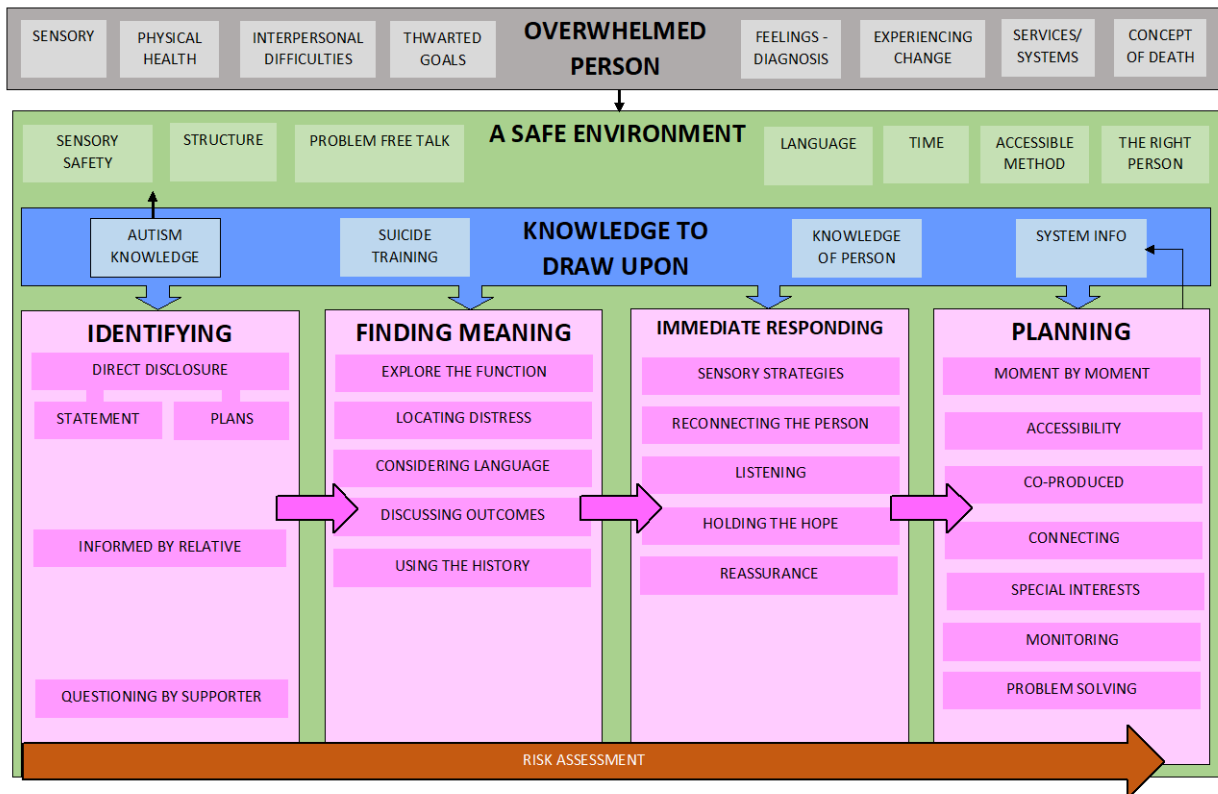 OVERWHELMED
PERSON
SENSORY
PHYSICAL
HEALTH
INTERPERSONAL
DIFFICULTIES
THWARTED
GOALS
FEELINGS -
DIAGNOSIS
EXPERIENCING
CHANGE
SERVICES/
SYSTEMS
CONCEPT
OF DEATH
A SAFE ENVIRONMENT
SENSORY
SAFETY
STRUCTURE
PROBLEM FREE TALK
LANGUAGE
TIME
ACCESSIBLE
METHOD
THE RIGHT
PERSON
KNOWLEDGE TO
DRAW UPON
AUTISM
KNOWLEDGE
SUICIDE
TRAINING
KNOWLEDGE
OF PERSON
SYSTEM INFO
IDENTIFYING
DIRECT DISCLOSURE
STATEMENT
PLANS
INFORMED BY RELATIVE
QUESTIONING BY SUPPORTER
FINDING MEANING
EXPLORE THE FUNCTION
LOCATING DISTRESS
CONSIDERING LANGUAGE
DISCUSSING OUTCOMES
USING THE HISTORY
IMMEDIATE RESPONDING
SENSORY STRATEGIES
RECONNECTING THE PERSON
LISTENING
HOLDING THE HOPE
REASSURANCE
PLANNING
MOMENT BY MOMENT
ACCESSIBILITY
CO-PRODUCED
CONNECTING
SPECIAL INTERESTS
MONITORING
PROBLEM SOLVING
RISK ASSESSMENT